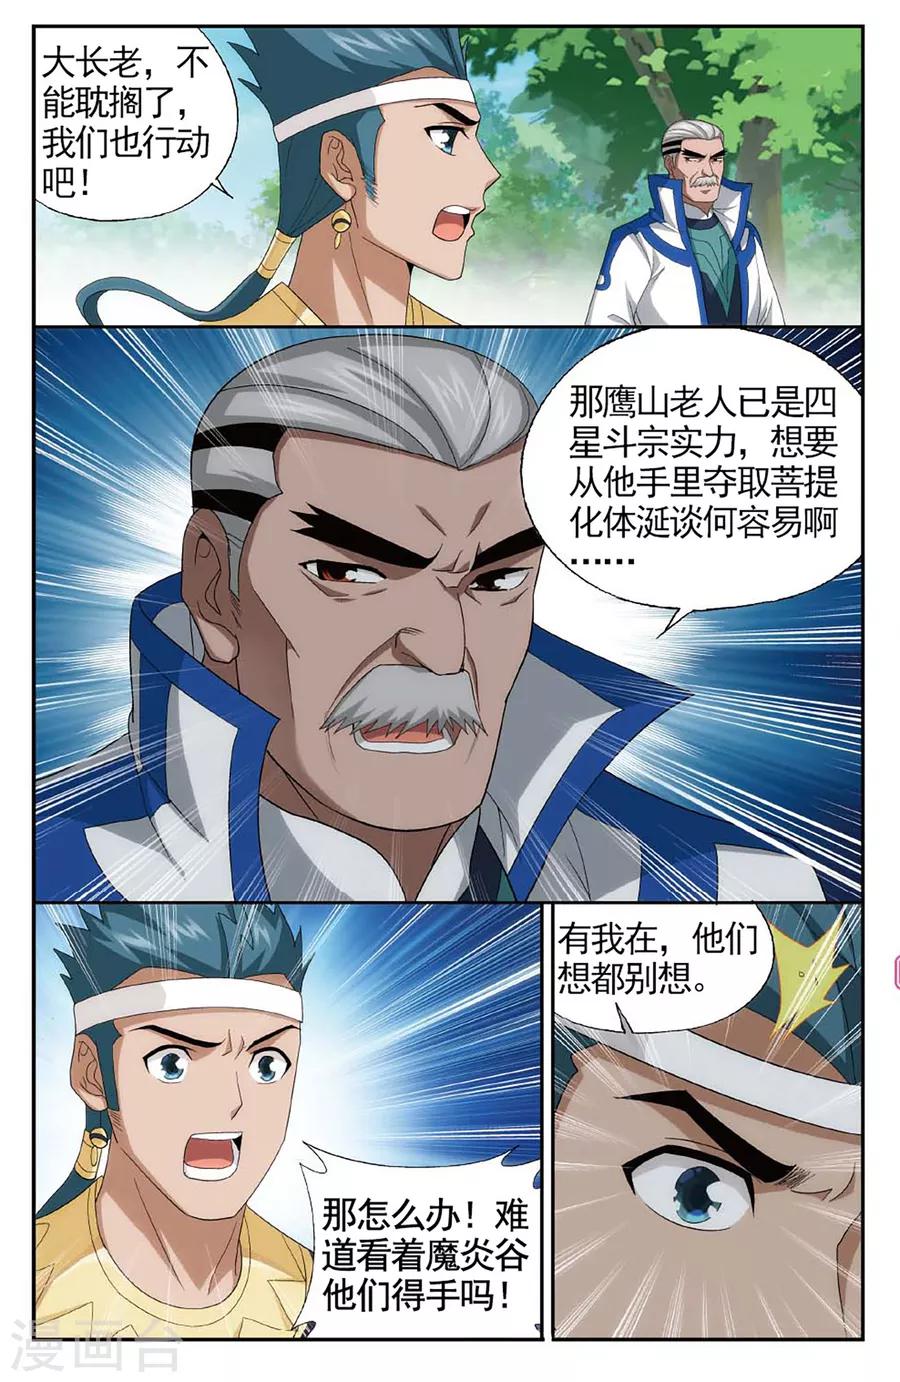 大长老，不
能耽搁了，
我们也行动
吧！
那鹰山老人已是四
星斗宗实力，想要
从他手里夺取菩提
化体涎谈何容易啊
……
有我在，他们
想都别想。
那怎么办！难
道看着魔炎谷
他们得手吗！
漫画台